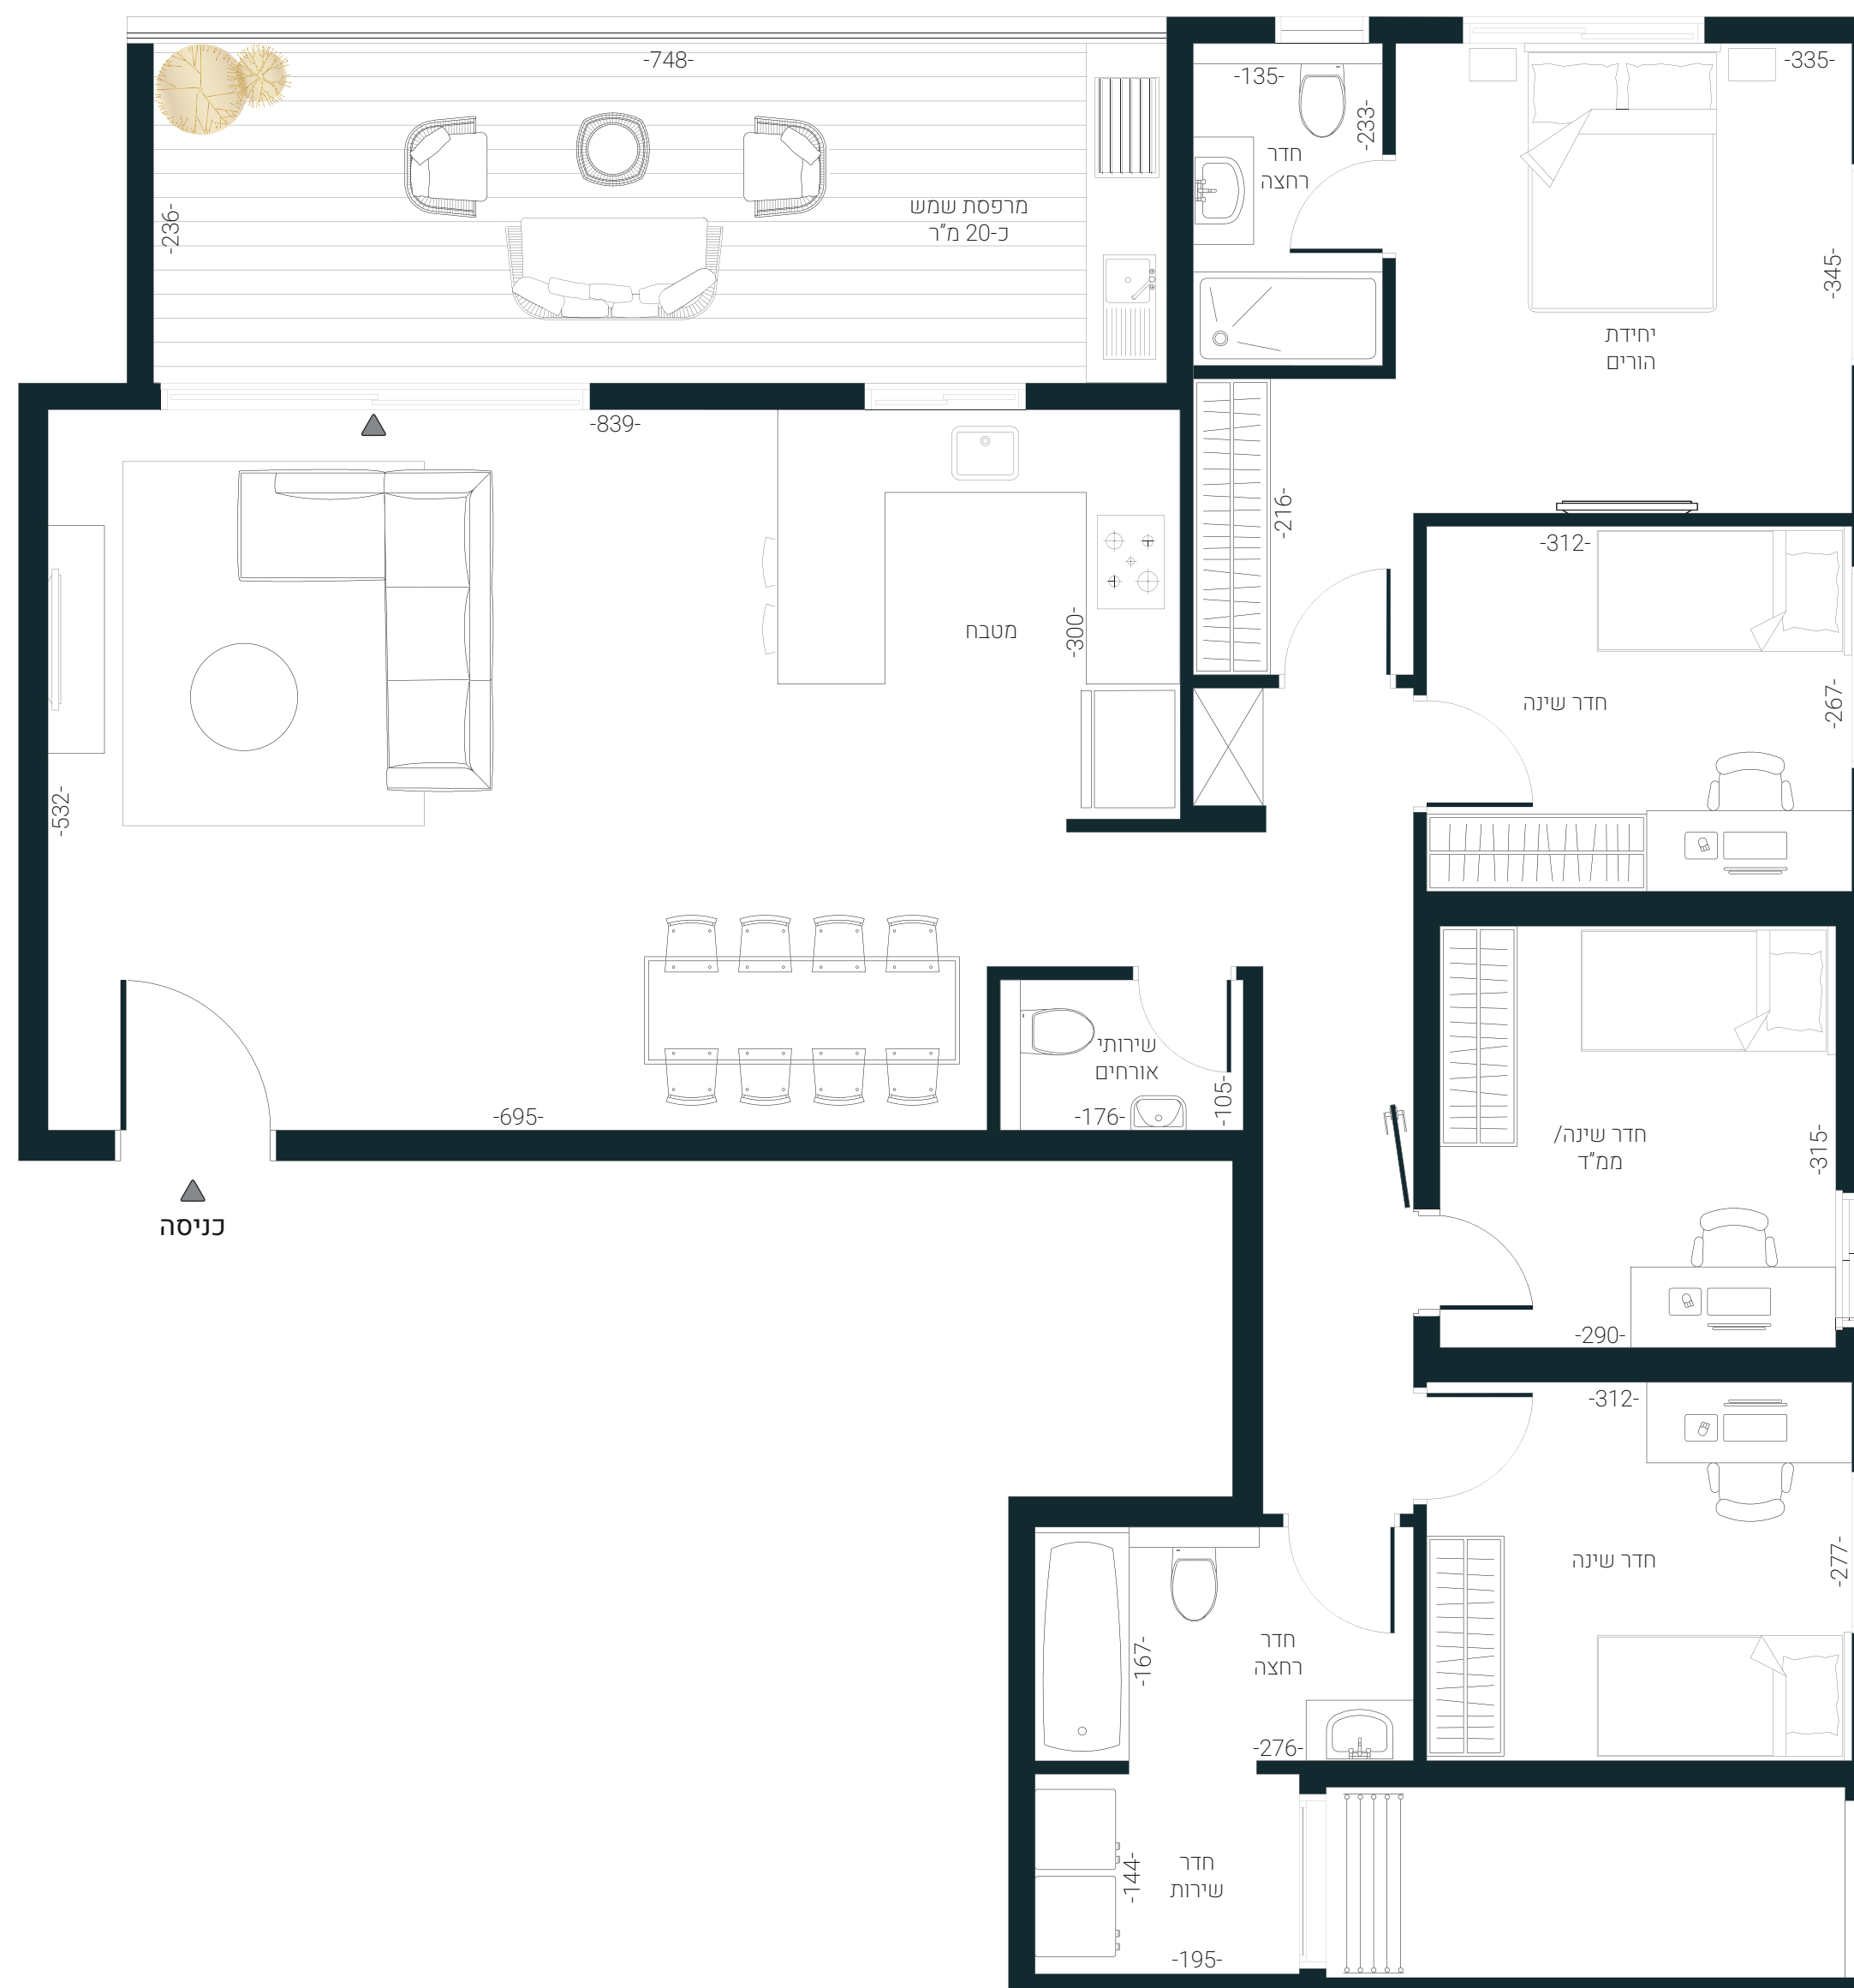 -748-
-135-
-335-
-233-
חדר
רחצה
מרפסת שמש
כ-20 מ"ר
-236-
-345-
יחידת
הורים
-839-
-216-
-312-
-300-
מטבח
חדר שינה
-267-
-532-
שירותי
אורחים
-105-
-176-
-695-
חדר שינה/
ממ"ד
-315-
כניסה
-290-
-312-
חדר שינה
-277-
חדר
רחצה
-167-
-276-
חדר
שירות
-144-
-195-